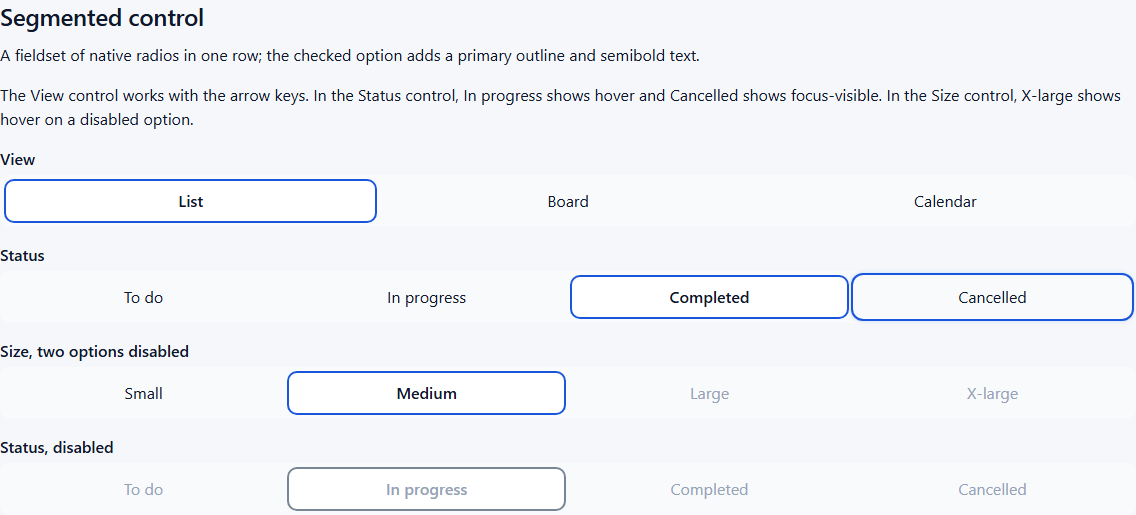 Segmented control
A fieldset of native radios in one row; the checked option adds a primary outline and semibold text.
The View control works with the arrow keys. In the Status control, In progress shows hover and Cancelled shows focus-visible. In the Size control, X-large shows
hover on a disabled option.
View
List Board Calendar
Status
To do In progress Completed Cancelled
Size, two options disabled
Small Medium Large X-large
Status, disabled
To do In progress Completed Cancelled